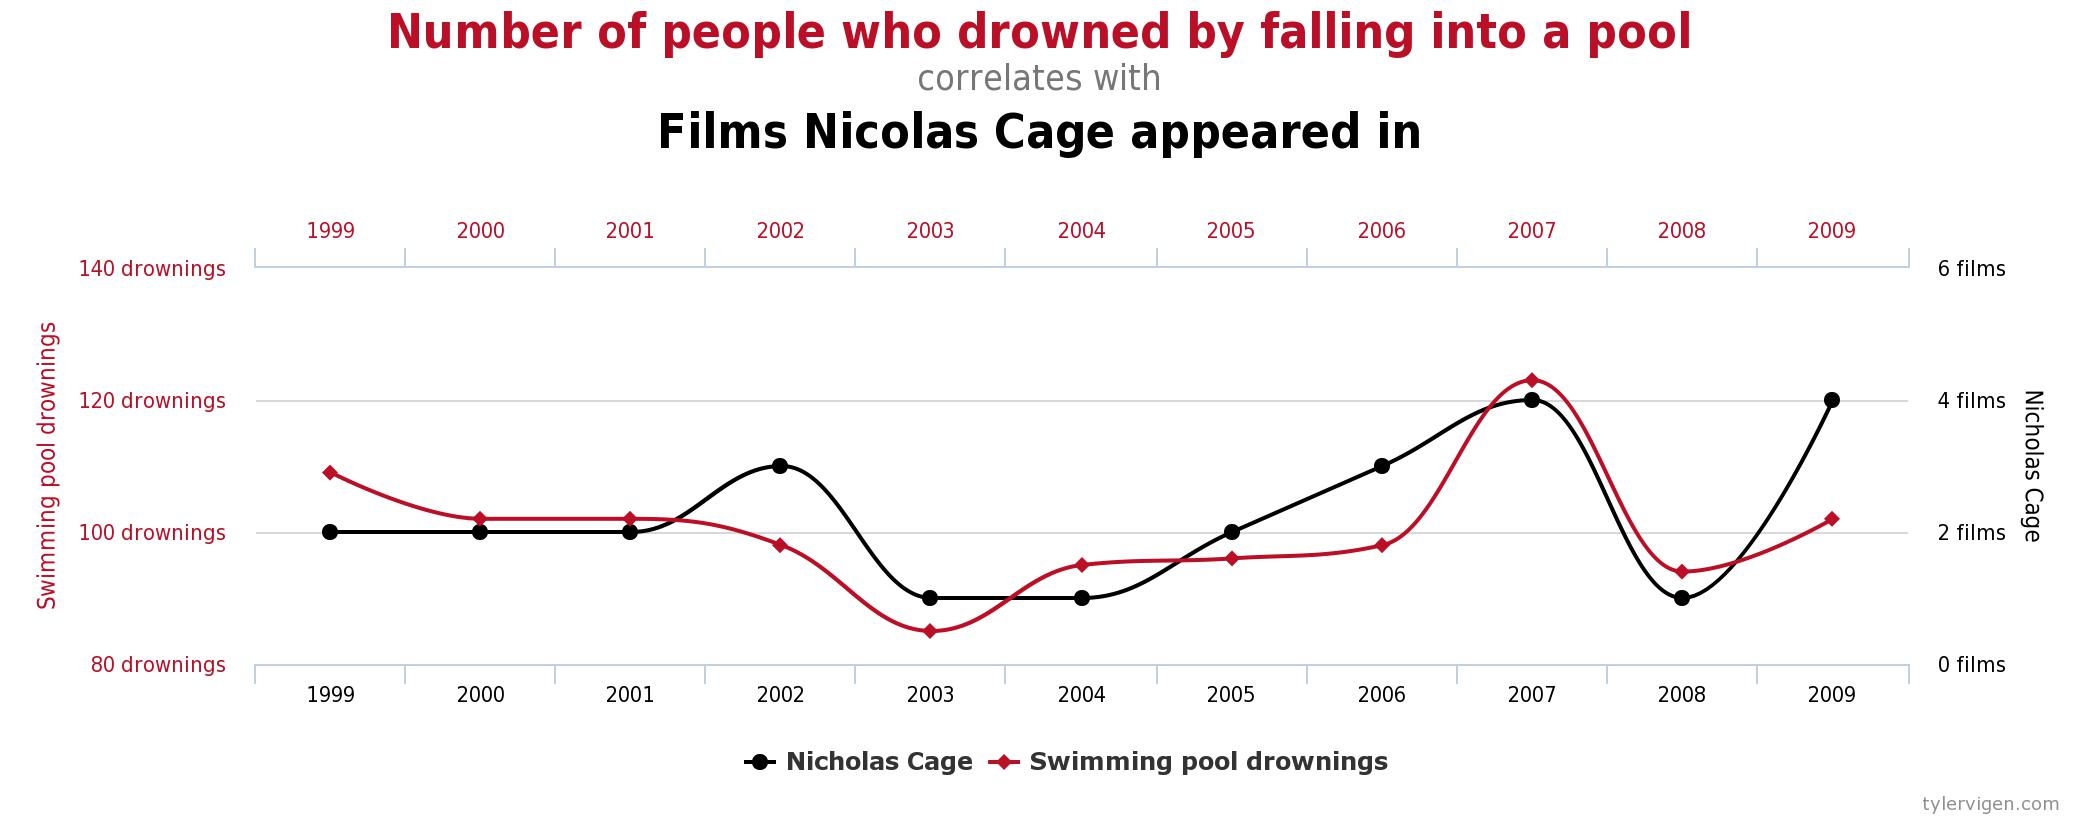 Number of people who drowned by falling into a pool
correlates with
Films Nicolas Cage appeared in
1999 2000 2001 2002 2003 2004 2005 2006 2007 2008 2009
140 drownings 6 films
Swimming pool drownings
120 drownings 4 films
Nicholas Cage
100 drownings 2 films
80 drownings 0 films
1999 2000 2001 2002 2003 2004 2005 2006 2007 2008 2009
Nicholas Cage Swimming pool drownings
tylervigen.com